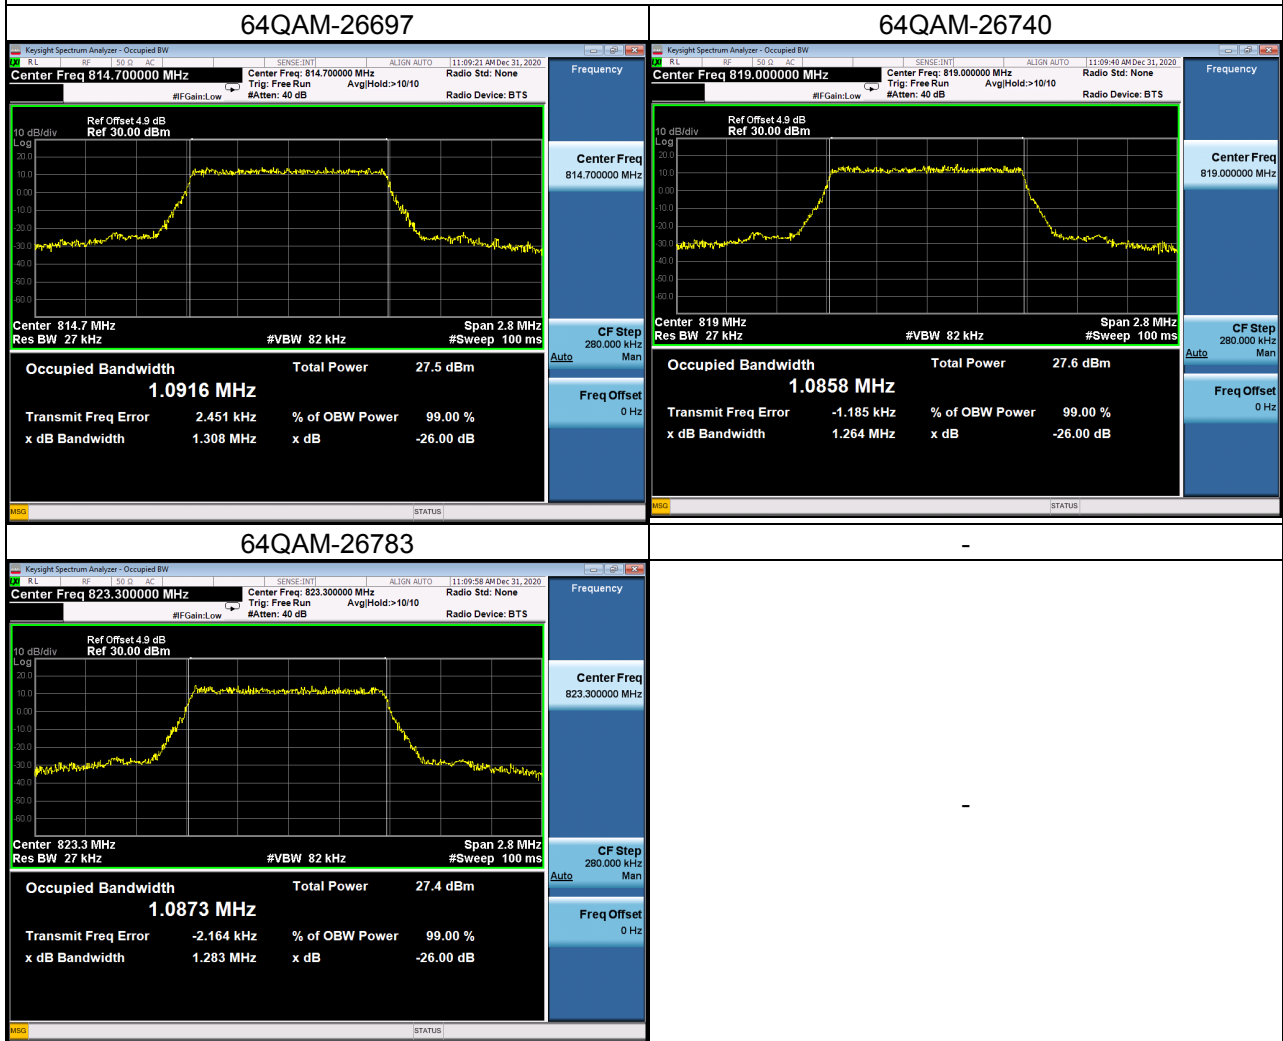 64QAM-26697
Keysight Spectrum Analyzer - Occupied BW
LXI RL RF 50 Ω AC SENSE:INT ALIGN AUTO 11:09:21 AM Dec 31, 2020
Center Freq 814.700000 MHz
Center Freq: 814.700000 MHz
Radio Std: None
Trig: Free Run Avg|Hold:>10/10
#IFGain:Low #Atten: 40 dB Radio Device: BTS
Ref Offset 4.9 dB
10 dB/div Ref 30.00 dBm
Log
20.0
10.0
0.00
-10.0
-20.0
-30.0
-40.0
-50.0
-60.0
Center 814.7 MHz Span 2.8 MHz
Res BW 27 kHz #VBW 82 kHz #Sweep 100 ms
Occupied Bandwidth Total Power 27.5 dBm
1.0916 MHz
Transmit Freq Error 2.451 kHz % of OBW Power 99.00 %
x dB Bandwidth 1.308 MHz x dB -26.00 dB
MSG STATUS
Frequency
Center Freq
814.700000 MHz
CF Step
280.000 kHz
Auto Man
Freq Offset
0 Hz
64QAM-26740
Keysight Spectrum Analyzer - Occupied BW
LXI RL RF 50 Ω AC SENSE:INT ALIGN AUTO 11:09:40 AM Dec 31, 2020
Center Freq 819.000000 MHz
Center Freq: 819.000000 MHz
Radio Std: None
Trig: Free Run Avg|Hold:>10/10
#IFGain:Low #Atten: 40 dB Radio Device: BTS
Ref Offset 4.9 dB
10 dB/div Ref 30.00 dBm
Log
20.0
10.0
0.00
-10.0
-20.0
-30.0
-40.0
-50.0
-60.0
Center 819 MHz Span 2.8 MHz
Res BW 27 kHz #VBW 82 kHz #Sweep 100 ms
Occupied Bandwidth Total Power 27.6 dBm
1.0858 MHz
Transmit Freq Error -1.185 kHz % of OBW Power 99.00 %
x dB Bandwidth 1.264 MHz x dB -26.00 dB
MSG STATUS
Frequency
Center Freq
819.000000 MHz
CF Step
280.000 kHz
Auto Man
Freq Offset
0 Hz
64QAM-26783
Keysight Spectrum Analyzer - Occupied BW
LXI RL RF 50 Ω AC SENSE:INT ALIGN AUTO 11:09:58 AM Dec 31, 2020
Center Freq 823.300000 MHz
Center Freq: 823.300000 MHz
Radio Std: None
Trig: Free Run Avg|Hold:>10/10
#IFGain:Low #Atten: 40 dB Radio Device: BTS
Ref Offset 4.9 dB
10 dB/div Ref 30.00 dBm
Log
20.0
10.0
0.00
-10.0
-20.0
-30.0
-40.0
-50.0
-60.0
Center 823.3 MHz Span 2.8 MHz
Res BW 27 kHz #VBW 82 kHz #Sweep 100 ms
Occupied Bandwidth Total Power 27.4 dBm
1.0873 MHz
Transmit Freq Error -2.164 kHz % of OBW Power 99.00 %
x dB Bandwidth 1.283 MHz x dB -26.00 dB
MSG STATUS
Frequency
Center Freq
823.300000 MHz
CF Step
280.000 kHz
Auto Man
Freq Offset
0 Hz
-
-